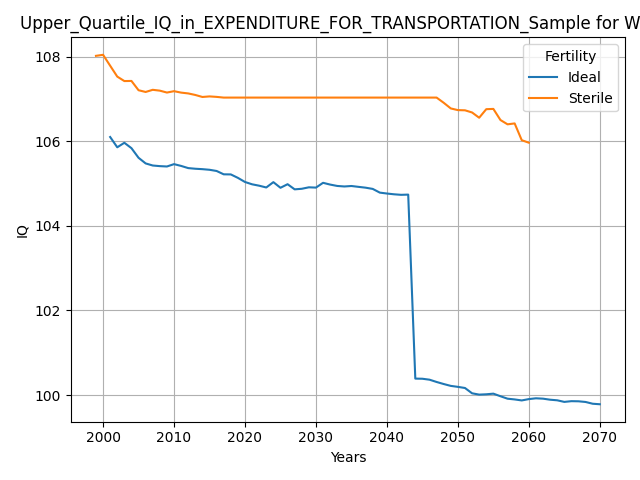 Upper_Quartile_IQ_in_EXPENDITURE_FOR_TRANSPORTATION_Sample for W
Fertility
Ideal
Sterile
108
106
104
102
100
IQ
2000 2010 2020 2030 2040 2050 2060 2070
Years